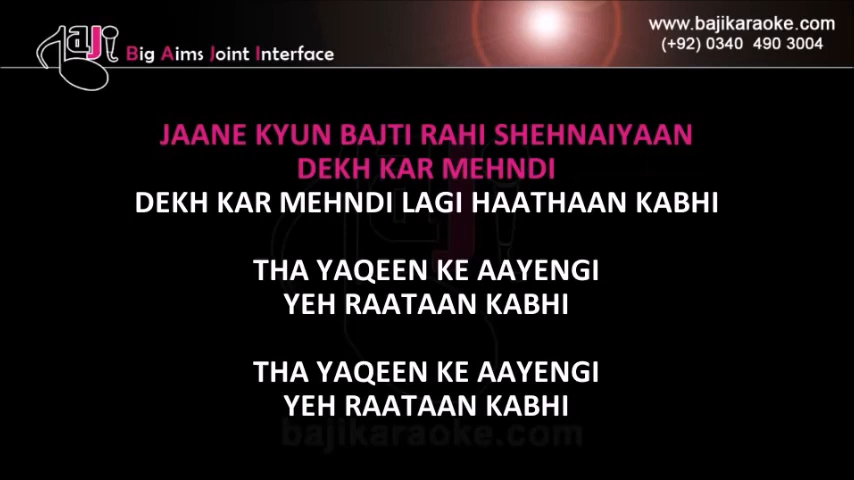 BaJi
Big Aims Joint Interface
www.bajikaraoke.com
(+92) 0340 490 3004
JAANE KYUN BAJTI RAHI SHEHNAIYAAN
DEKH KAR MEHNDI
DEKH KAR MEHNDI LAGI HAATHAAN KABHI
THA YAQEEN KE AAYENGI
YEH RAATAAN KABHI
THA YAQEEN KE AAYENGI
YEH RAATAAN KABHI
bajikaraoke.com